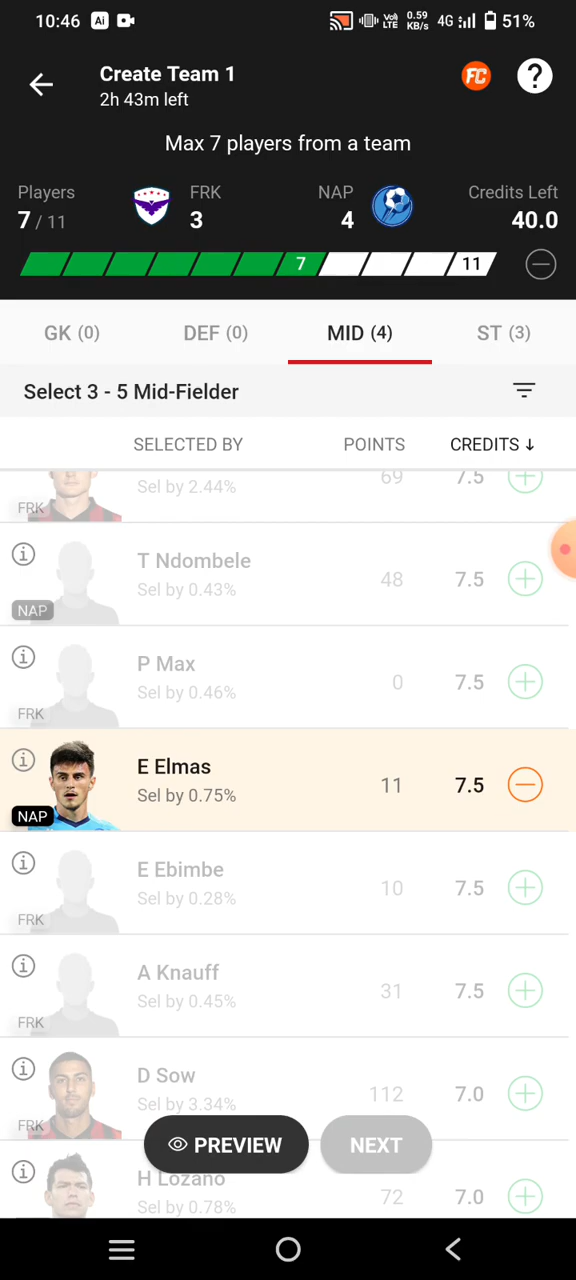 10:46 Ai Vo) LTE 0.59 KB/s 4G 51%
Create Team 1
2h 43m left
FC ?
Max 7 players from a team
Players FRK NAP Credits Left
7 / 11 3 4 40.0
7 11
GK (0) DEF (0) MID (4) ST (3)
Select 3 - 5 Mid-Fielder
SELECTED BY POINTS CREDITS ↓
Sel by 2.44% 69 7.5
FRK
T Ndombele
Sel by 0.43% 48 7.5
NAP
P Max
Sel by 0.46% 0 7.5
FRK
E Elmas
Sel by 0.75% 11 7.5
NAP
E Ebimbe
Sel by 0.28% 10 7.5
FRK
A Knauff
Sel by 0.45% 31 7.5
FRK
D Sow
Sel by 3.34% 112 7.0
FRK
PREVIEW NEXT
H Lozano
Sel by 0.78% 72 7.0